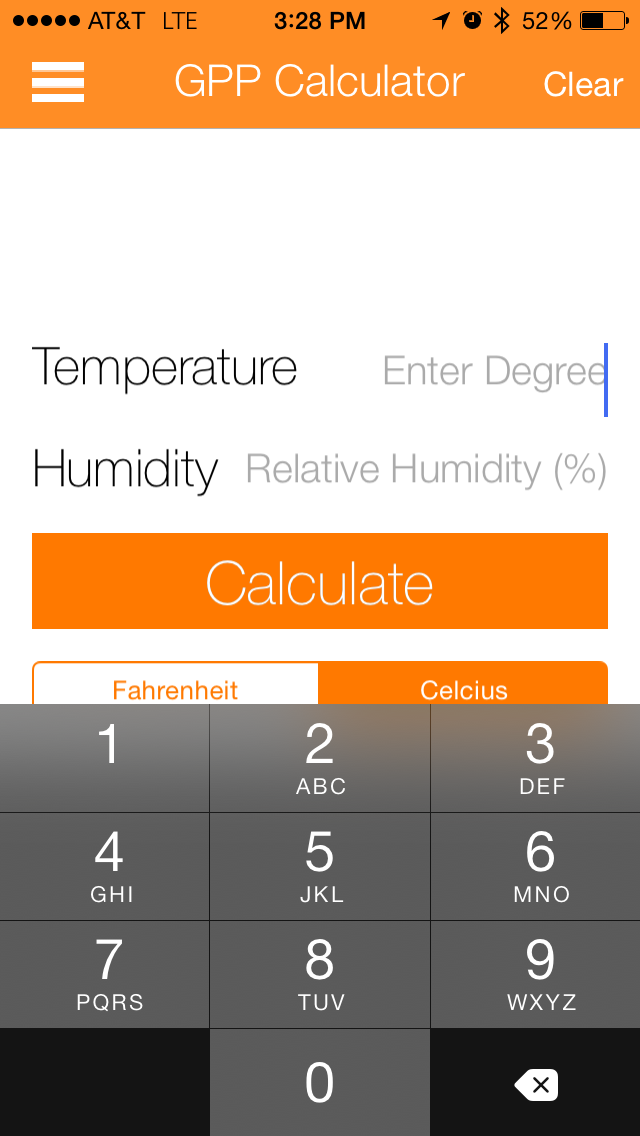 AT&T LTE 3:28 PM 52%
GPP Calculator Clear
Temperature Enter Degree
Humidity Relative Humidity (%)
Calculate
Fahrenheit Celcius
1 2 3
ABC DEF
4 5 6
GHI JKL MNO
7 8 9
PQRS TUV WXYZ
0